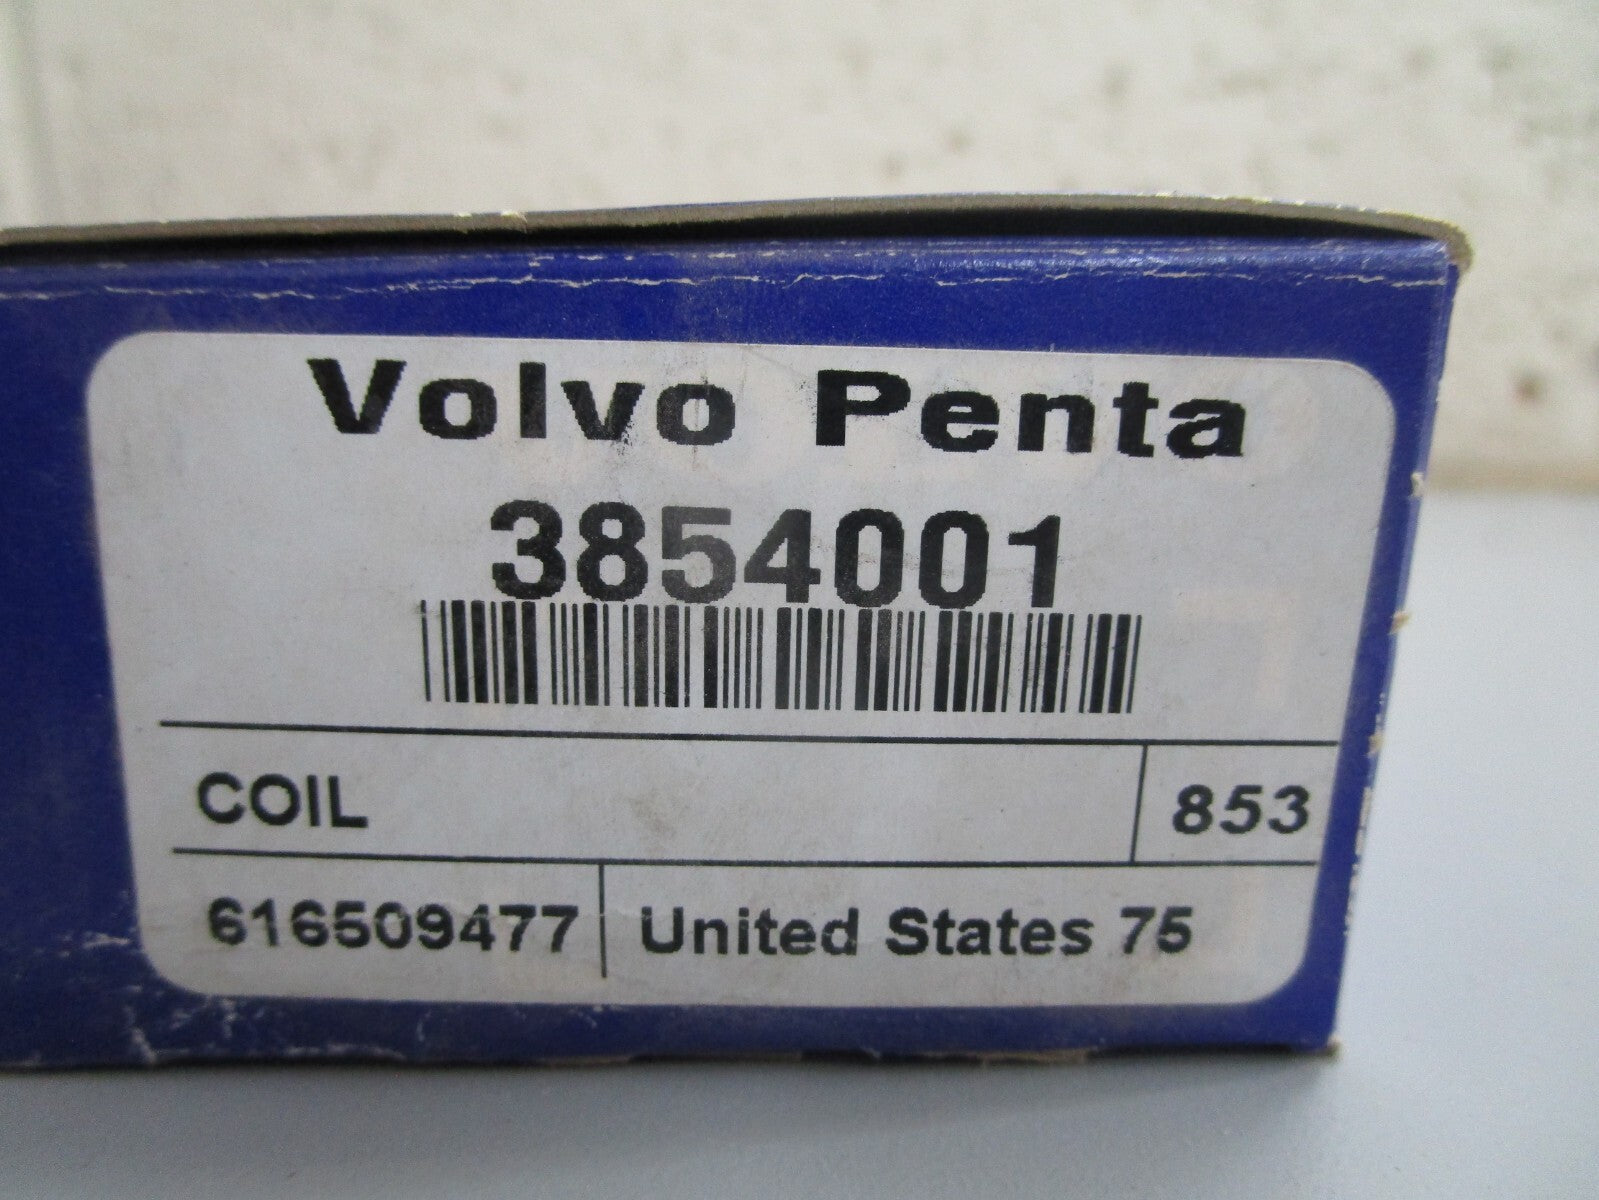 Volvo Penta
3854001
COIL 853
616509477 United States 75